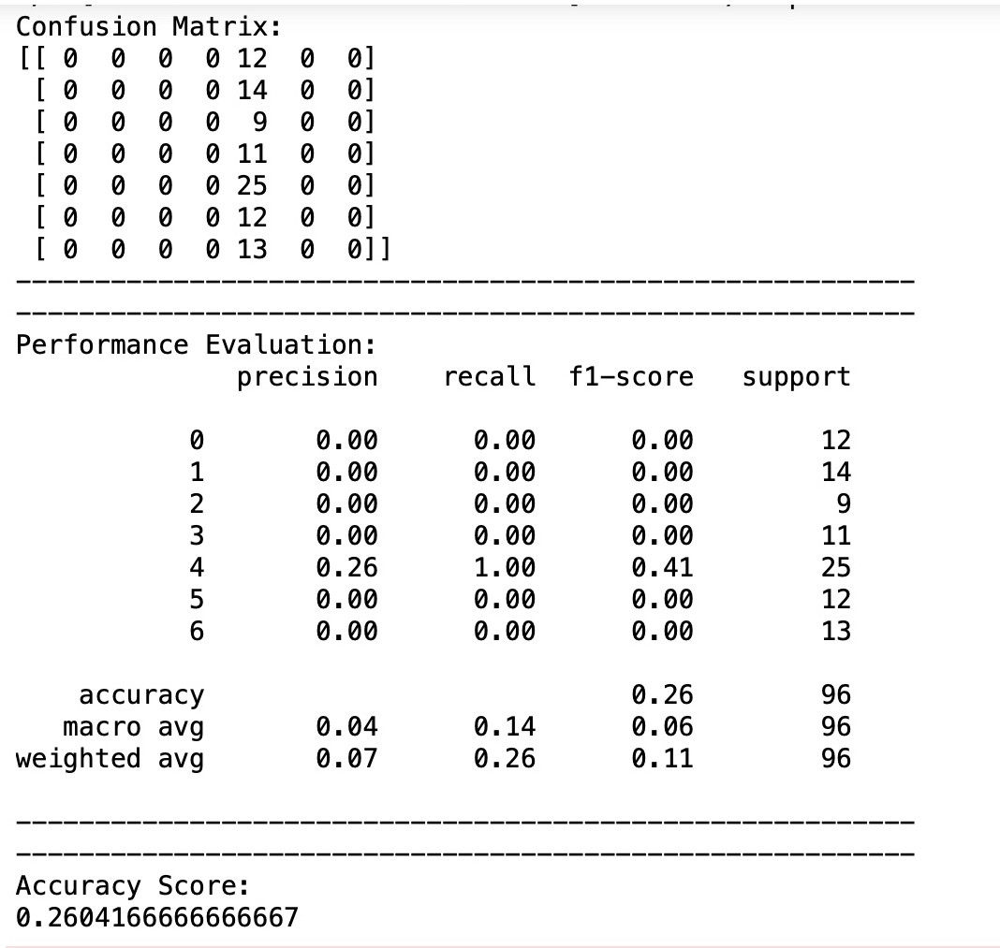 Confusion Matrix:
[[ 0  0  0  0 12  0  0]
 [ 0  0  0  0 14  0  0]
 [ 0  0  0  0  9  0  0]
 [ 0  0  0  0 11  0  0]
 [ 0  0  0  0 25  0  0]
 [ 0  0  0  0 12  0  0]
 [ 0  0  0  0 13  0  0]]
---------------------------------------------------------
---------------------------------------------------------
Performance Evaluation:
              precision    recall  f1-score   support

           0       0.00      0.00      0.00        12
           1       0.00      0.00      0.00        14
           2       0.00      0.00      0.00         9
           3       0.00      0.00      0.00        11
           4       0.26      1.00      0.41        25
           5       0.00      0.00      0.00        12
           6       0.00      0.00      0.00        13

    accuracy                           0.26        96
   macro avg       0.04      0.14      0.06        96
weighted avg       0.07      0.26      0.11        96

---------------------------------------------------------
---------------------------------------------------------
Accuracy Score:
0.2604166666666667